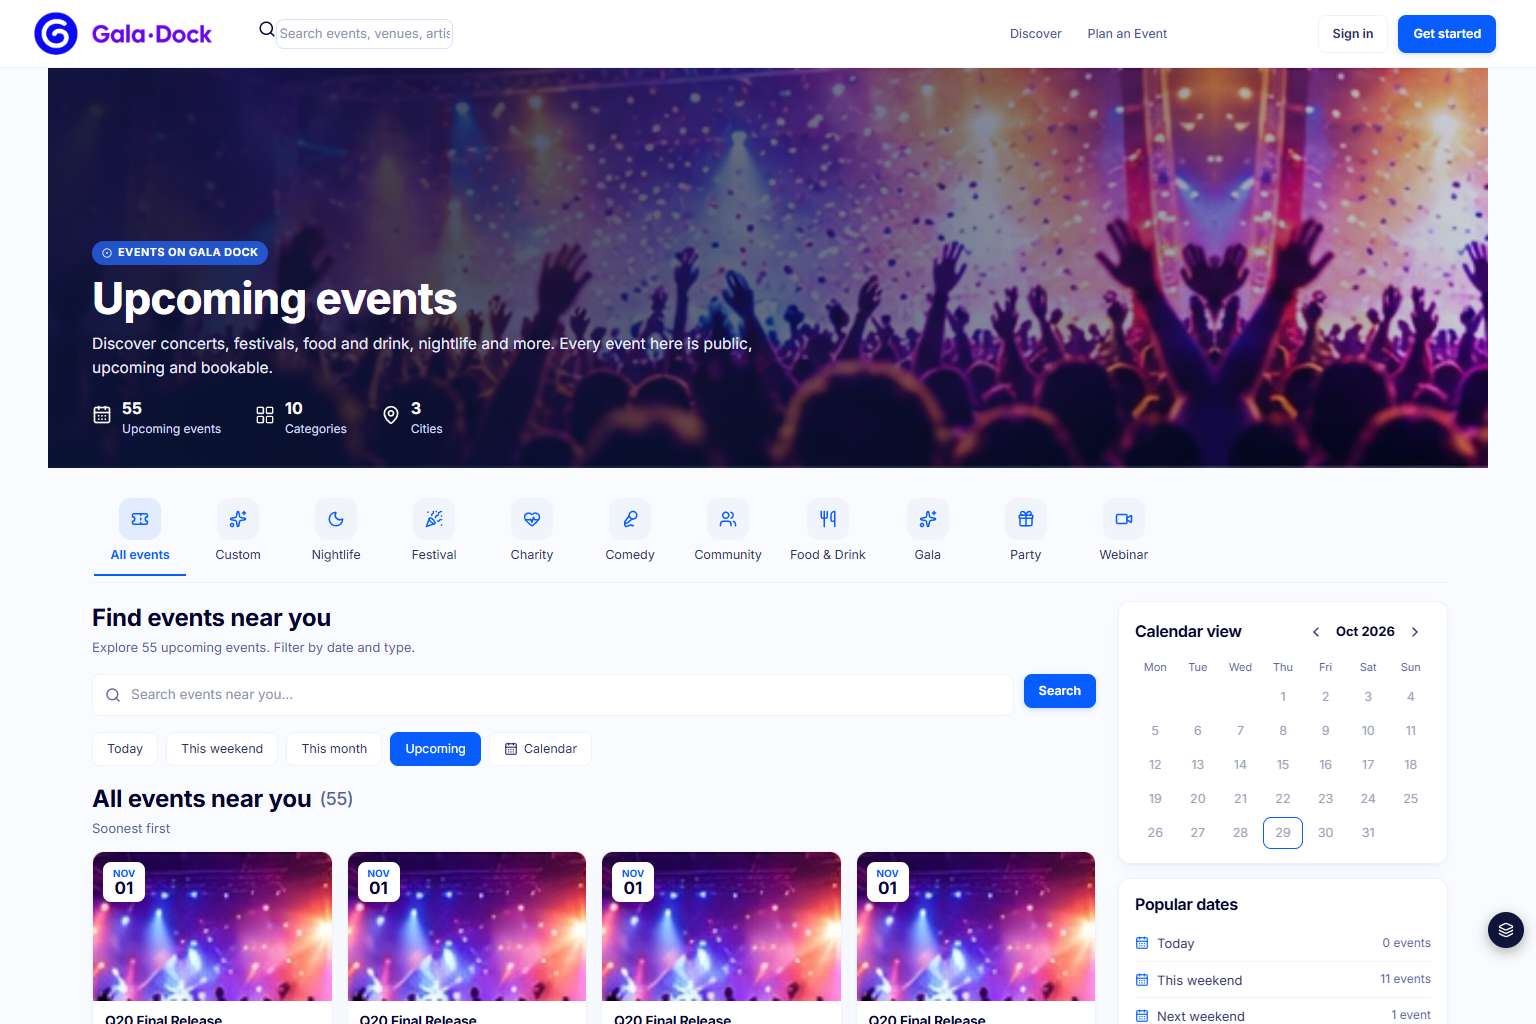 Gala·Dock
Search events, venues, artis
Discover
Plan an Event
Sign in
Get started
EVENTS ON GALA DOCK
Upcoming events
Discover concerts, festivals, food and drink, nightlife and more. Every event here is public,
upcoming and bookable.
55
Upcoming events
10
Categories
3
Cities
All events
Custom
Nightlife
Festival
Charity
Comedy
Community
Food & Drink
Gala
Party
Webinar
Find events near you
Explore 55 upcoming events. Filter by date and type.
Search events near you...
Search
Today
This weekend
This month
Upcoming
Calendar
All events near you (55)
Soonest first
NOV
01
Q20 Final Release
NOV
01
Q20 Final Release
NOV
01
Q20 Final Release
NOV
01
Q20 Final Release
Calendar view
Oct 2026
Mon Tue Wed Thu Fri Sat Sun
1 2 3 4
5 6 7 8 9 10 11
12 13 14 15 16 17 18
19 20 21 22 23 24 25
26 27 28 29 30 31
Popular dates
Today 0 events
This weekend 11 events
Next weekend 1 event